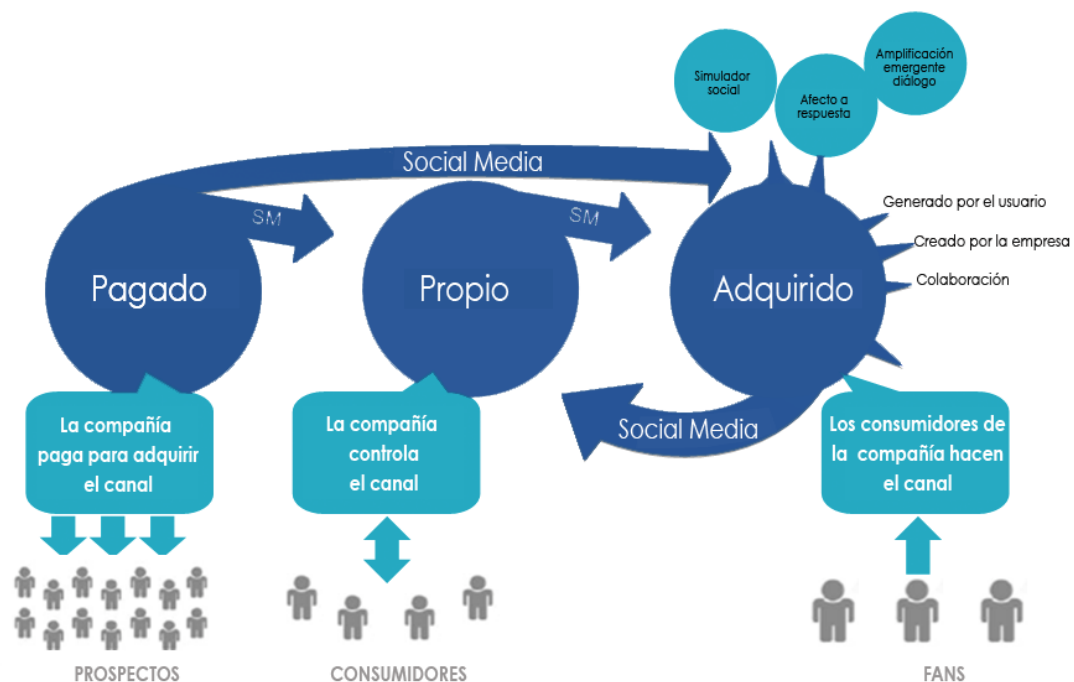 Simulador
social
Afecto a
respuesta
Amplificación
emergente
diálogo
Social Media
SM
SM
Pagado
Propio
Adquirido
Generado por el usuario
Creado por la empresa
Colaboración
Social Media
La compañía
paga para adquirir
el canal
La compañía
controla
el canal
Los consumidores de
la compañía hacen
el canal
PROSPECTOS
CONSUMIDORES
FANS